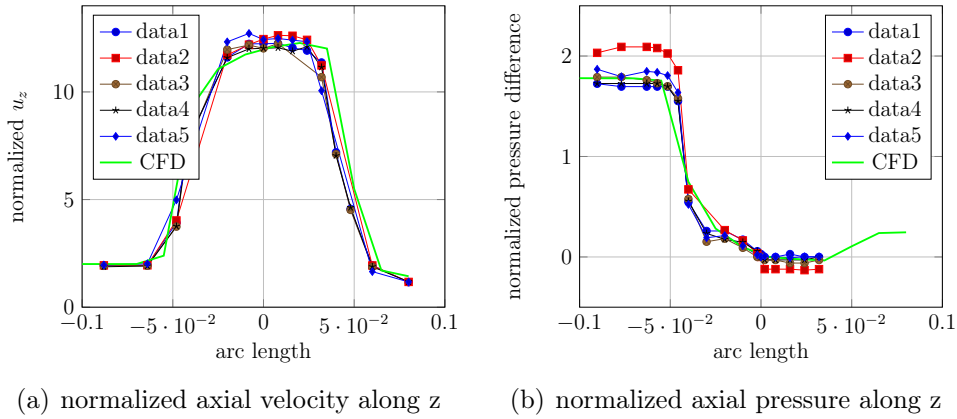 data1
data2
data3
data4
data5
CFD
10
5
0
−0.1
−5 · 10⁻²
0
5 · 10⁻²
0.1
normalized u_z
arc length
(a) normalized axial velocity along z
data1
data2
data3
data4
data5
CFD
2
1
0
−0.1
−5 · 10⁻²
0
5 · 10⁻²
0.1
normalized pressure difference
arc length
(b) normalized axial pressure along z